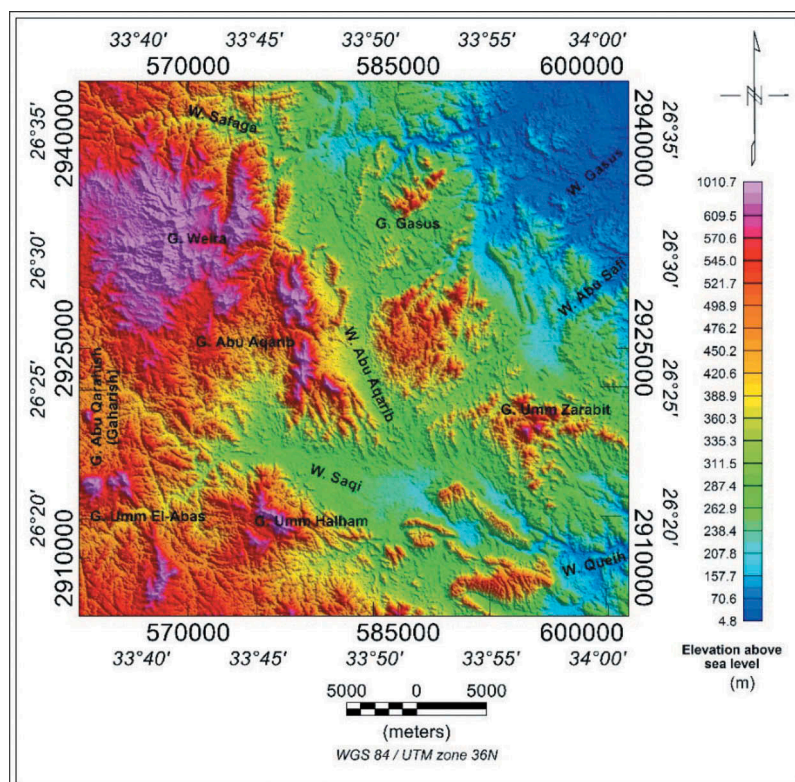 33°40' 33°45' 33°50' 33°55' 34°00'
570000 585000 600000
26°35' 2940000 2940000 26°35'
26°30' 26°30'
2925000 2925000
26°25' 26°25'
26°20' 26°20'
2910000 2910000
W. Safaga
W. Gasus
G. Gasus
G. Weira
W. Abu Safi
G. Abu Aqarib
W. Abu Aqarib
G. Abu Qarahish
(Gaharish)
G. Umm Zarabit
W. Saqi
G. Umm El-Abas
G. Umm Halham
W. Queih
570000 585000 600000
33°40' 33°45' 33°50' 33°55' 34°00'
N
1010.7
609.5
570.6
545.0
521.7
498.9
476.2
450.2
420.6
388.9
360.3
335.3
311.5
287.4
262.9
238.4
207.8
157.7
70.6
4.8
Elevation above
sea level
(m)
5000 0 5000
(meters)
WGS 84 / UTM zone 36N